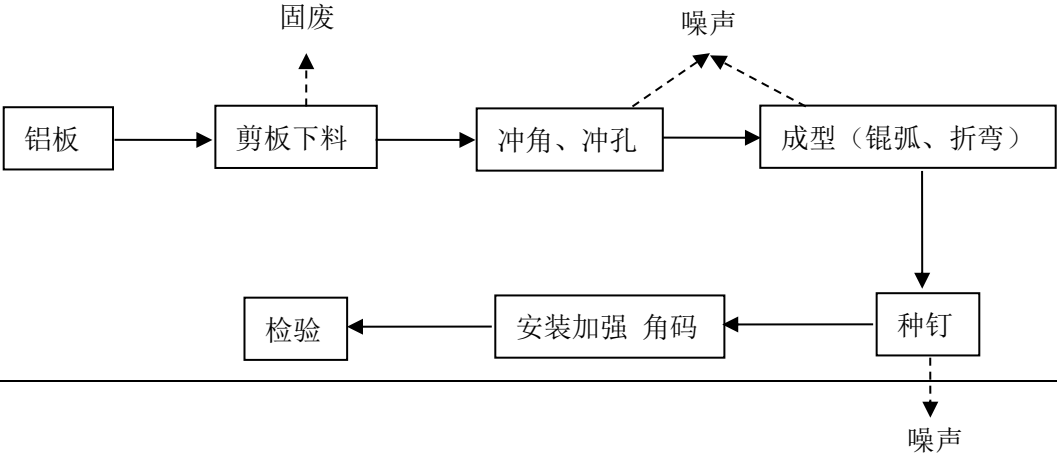 固废
噪声
铝板
剪板下料
冲角、冲孔
成型（锟弧、折弯）
检验
安装加强 角码
种钉
噪声